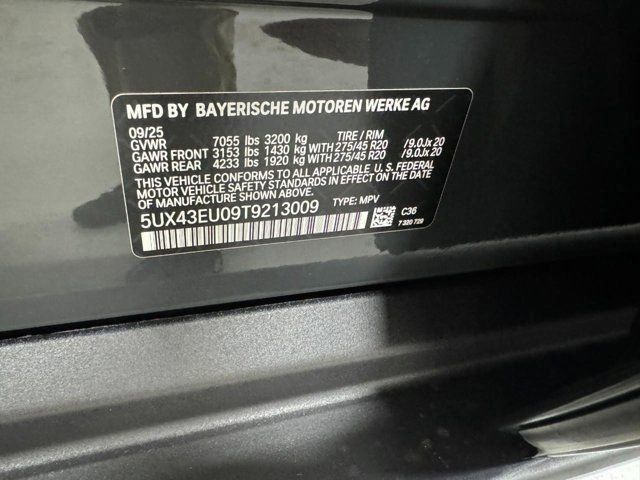 MFD BY BAYERISCHE MOTOREN WERKE AG
09/25 TIRE / RIM
GVWR 7055 lbs 3200 kg
GAWR FRONT 3153 lbs 1430 kg WITH 275/45 R20 /9.0Jx 20
GAWR REAR 4233 lbs 1920 kg WITH 275/45 R20 /9.0Jx 20
THIS VEHICLE CONFORMS TO ALL APPLICABLE U.S. FEDERAL
MOTOR VEHICLE SAFETY STANDARDS IN EFFECT ON THE DATE
OF MANUFACTURE SHOWN ABOVE.
5UX43EU09T9213009 TYPE: MPV
C36
7 320 729